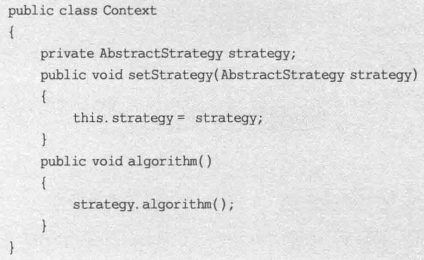 public class Context
{
private AbstractStrategy strategy;
public void setStrategy(AbstractStrategy strategy)
{
this.strategy = strategy;
}
public void algorithm()
{
strategy.algorithm();
}
}